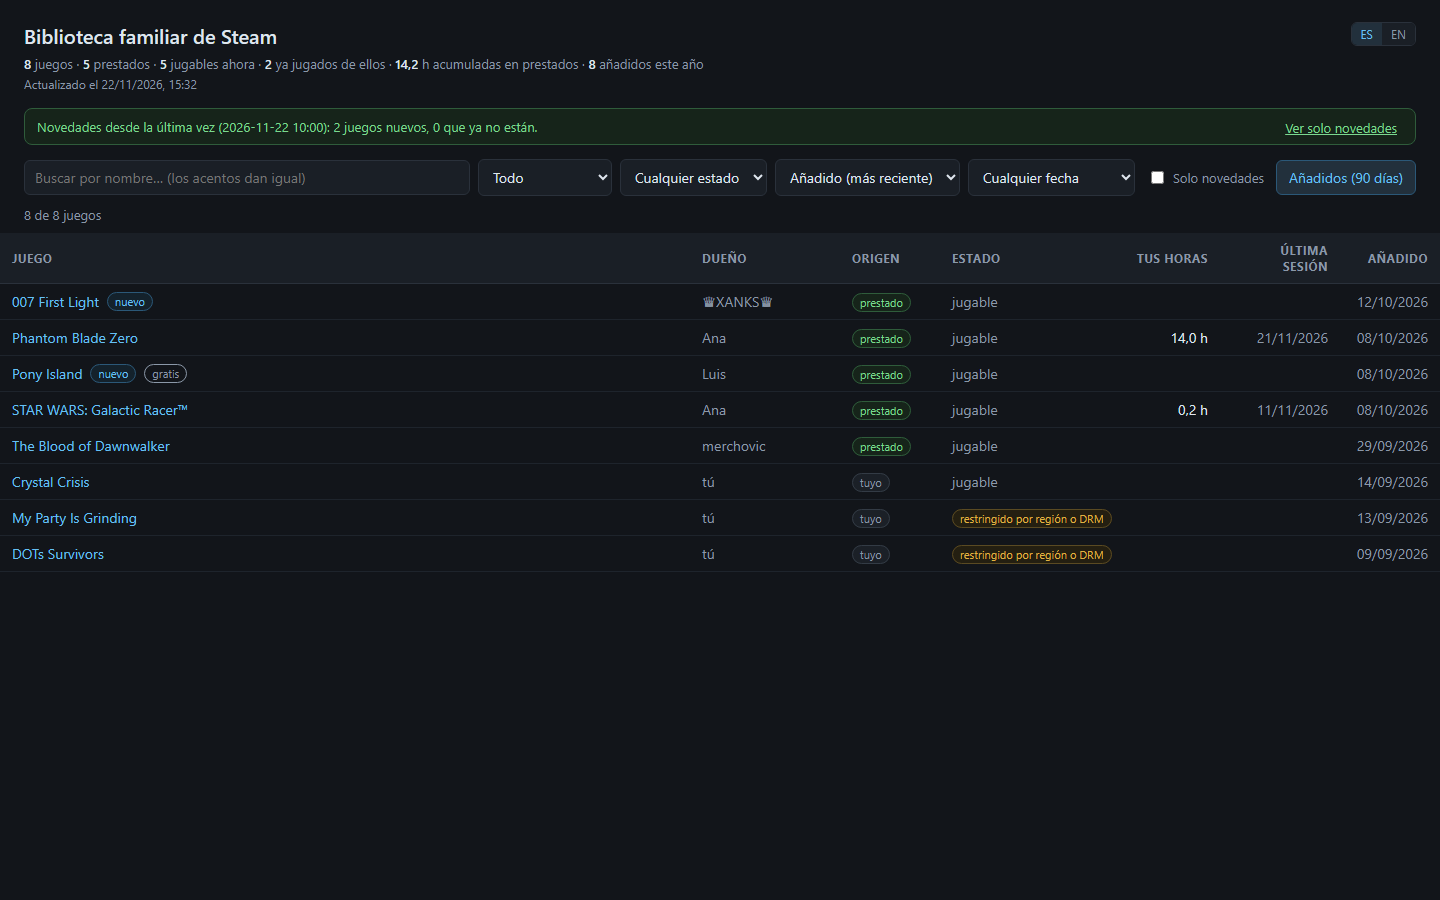 Biblioteca familiar de Steam
ES EN
8 juegos · 5 prestados · 5 jugables ahora · 2 ya jugados de ellos · 14,2 h acumuladas en prestados · 8 añadidos este año
Actualizado el 22/11/2026, 15:32
Novedades desde la última vez (2026-11-22 10:00): 2 juegos nuevos, 0 que ya no están. Ver solo novedades
Buscar por nombre... (los acentos dan igual) Todo Cualquier estado Añadido (más reciente) Cualquier fecha Solo novedades Añadidos (90 días)
8 de 8 juegos
JUEGO DUEÑO ORIGEN ESTADO TUS HORAS ÚLTIMA SESIÓN AÑADIDO
007 First Light nuevo ♛XANKS♛ prestado jugable 12/10/2026
Phantom Blade Zero Ana prestado jugable 14,0 h 21/11/2026 08/10/2026
Pony Island nuevo gratis Luis prestado jugable 08/10/2026
STAR WARS: Galactic Racer™ Ana prestado jugable 0,2 h 11/11/2026 08/10/2026
The Blood of Dawnwalker merchovic prestado jugable 29/09/2026
Crystal Crisis tú tuyo jugable 14/09/2026
My Party Is Grinding tú tuyo restringido por región o DRM 13/09/2026
DOTs Survivors tú tuyo restringido por región o DRM 09/09/2026